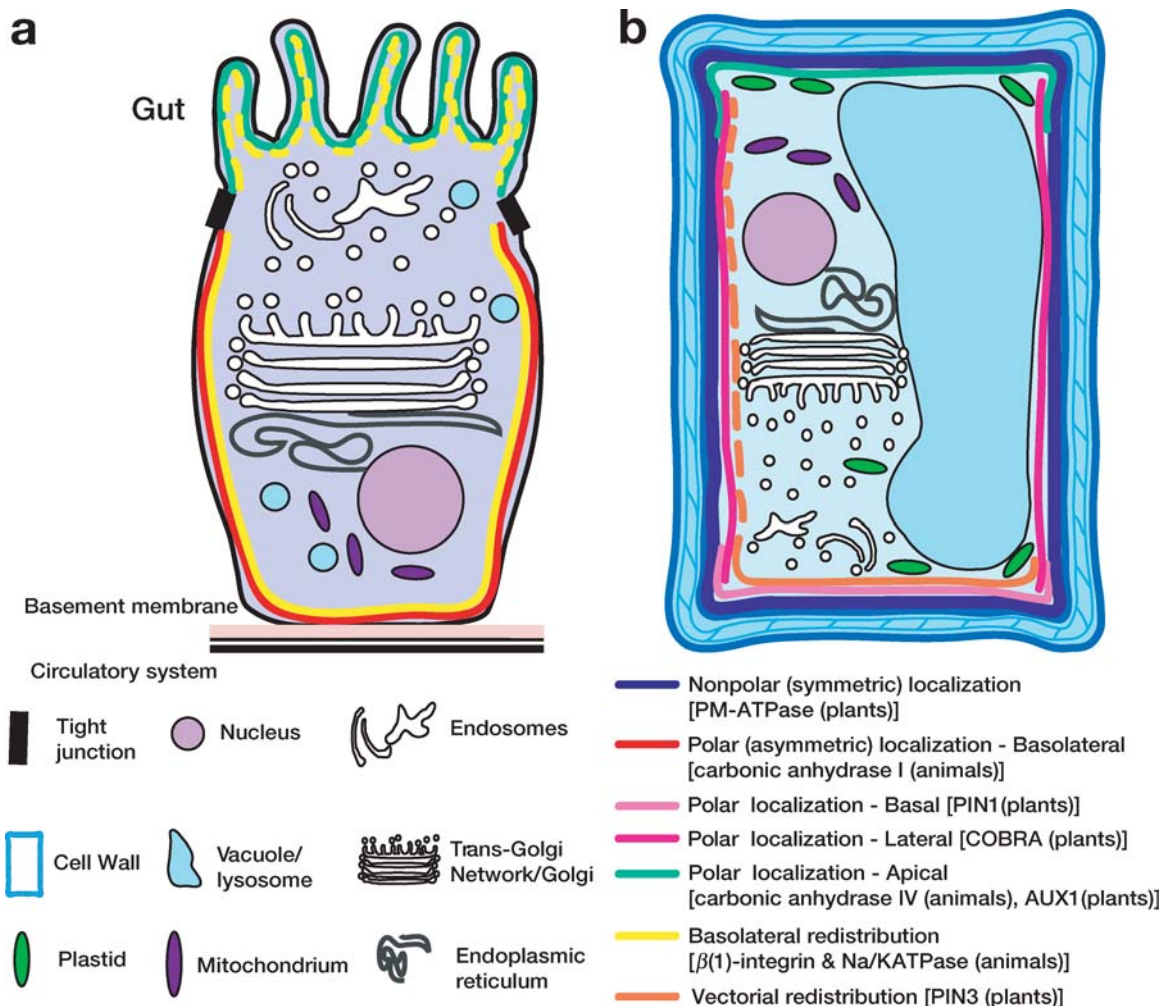 a
b
Gut
Basement membrane
Circulatory system
Tight
junction
Nucleus
Endosomes
Cell Wall
Vacuole/
lysosome
Trans-Golgi
Network/Golgi
Plastid
Mitochondrium
Endoplasmic
reticulum
Nonpolar (symmetric) localization
[PM-ATPase (plants)]
Polar (asymmetric) localization - Basolateral
[carbonic anhydrase I (animals)]
Polar localization - Basal [PIN1(plants)]
Polar localization - Lateral [COBRA (plants)]
Polar localization - Apical
[carbonic anhydrase IV (animals), AUX1(plants)]
Basolateral redistribution
[β(1)-integrin & Na/KATPase (animals)]
Vectorial redistribution [PIN3 (plants)]